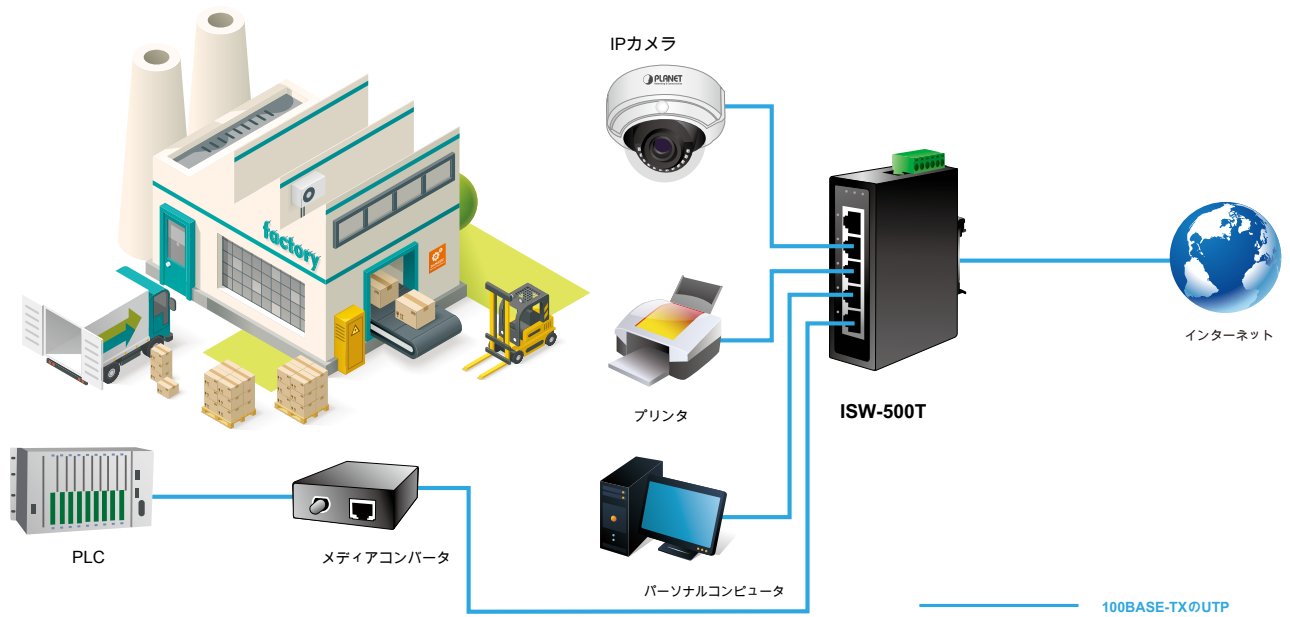 IPカメラ
PLANET
factory
プリンタ
ISW-500T
インターネット
PLC
メディアコンバータ
パーソナルコンピュータ
100BASE-TXのUTP